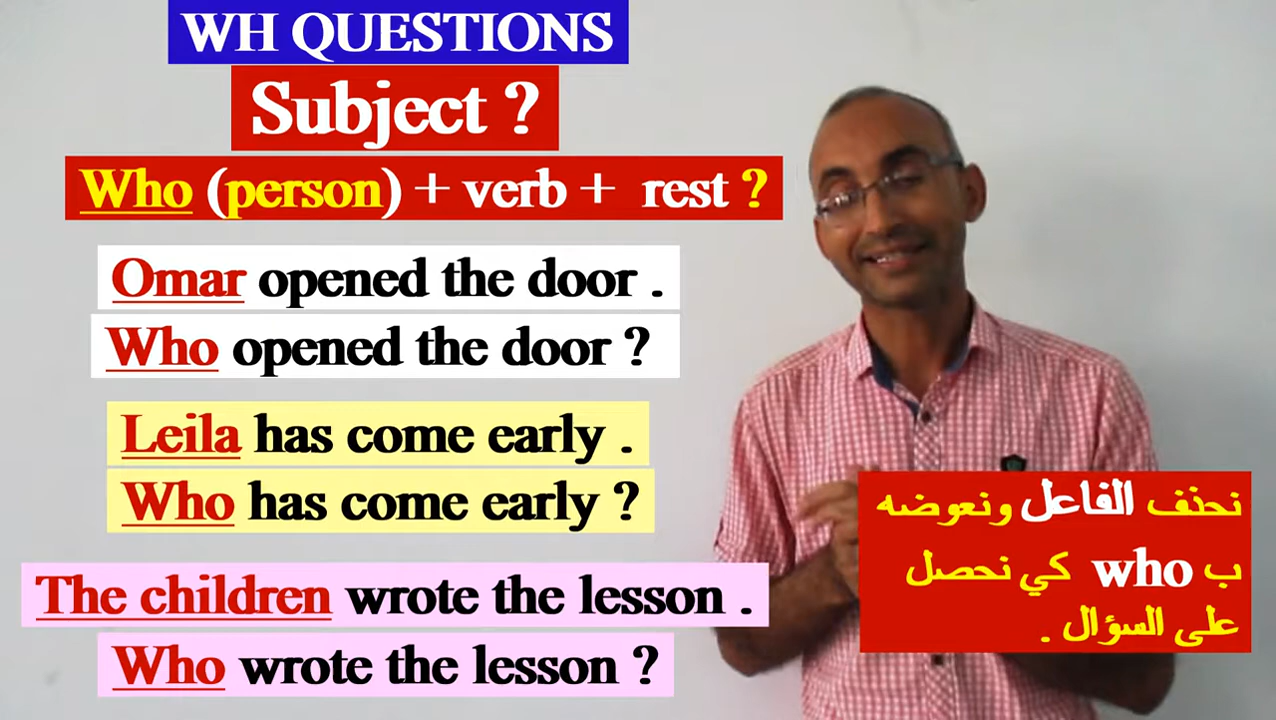 WH QUESTIONS
Subject ?
Who (person) + verb + rest ?
Omar opened the door .
Who opened the door ?
Leila has come early .
Who has come early ?
The children wrote the lesson .
Who wrote the lesson ?
نحذف الفاعل ونعوضه
ب who كي نحصل
على السؤال .